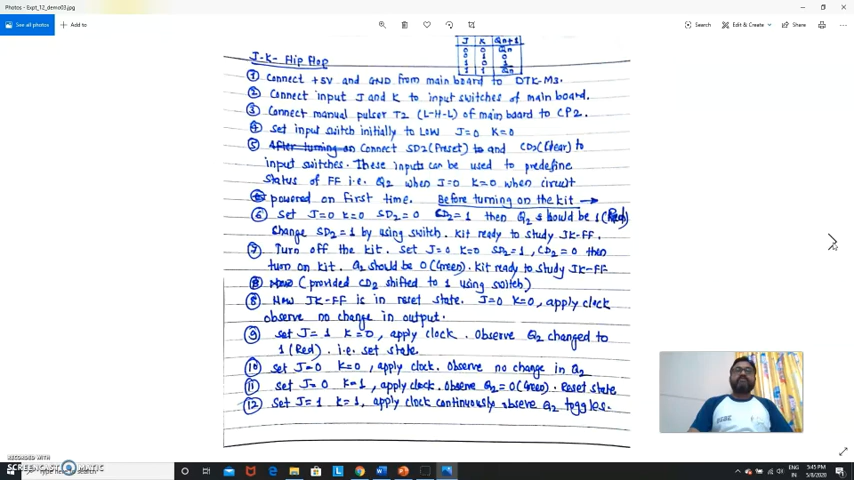 Photos - Expt_12_demo03.jpg
See all photos
Add to
Search
Edit & Create
Share
J K Qn+1
0 0 Qn
0 1 0
1 0 1
1 1 Q̅n
J-K- Flip Flop
① Connect +5V and GND from main board to DTK-M3.
② Connect input J and K to input switches of main board.
③ Connect manual pulser T2 (L-H-L) of main board to CP2.
④ Set input switch initially to LOW J=0 K=0
⑤ After turning on Connect SD2 (Preset) to and CD2 (Clear) to
input switches. These inputs can be used to predefine
status of FF i.e. Q2 when J=0 K=0 when circuit
powered on First time. Before turning on the kit →
⑥ Set J=0 K=0 SD2=0 CD2=1 then Q2 should be 1 (Red)
Change SD2=1 by using switch. Kit ready to study JK-FF.
⑦ Turn off the kit. Set J=0 K=0 SD2=1, CD2=0 then
turn on kit. Q2 should be 0 (Green). Kit ready to study JK-FF
⑧ Now (provided CD2 shifted to 1 using switch)
⑧ Now JK-FF is in reset state. J=0 K=0, apply clock
observe no change in output.
⑨ Set J=1 K=0, apply clock. Observe Q2 changed to
1 (Red). i.e. set state.
⑩ Set J=0 K=0, apply clock. Observe no change in Q2
⑪ Set J=0 K=1, apply clock. Observe Q2=0 (Green). Reset state
⑫ Set J=1 K=1, apply clock continuously observe Q2 toggles.
RECORDED WITH
SCREENCAST MATIC
Type here to search
ENG
IN
5:45 PM
5/8/2020